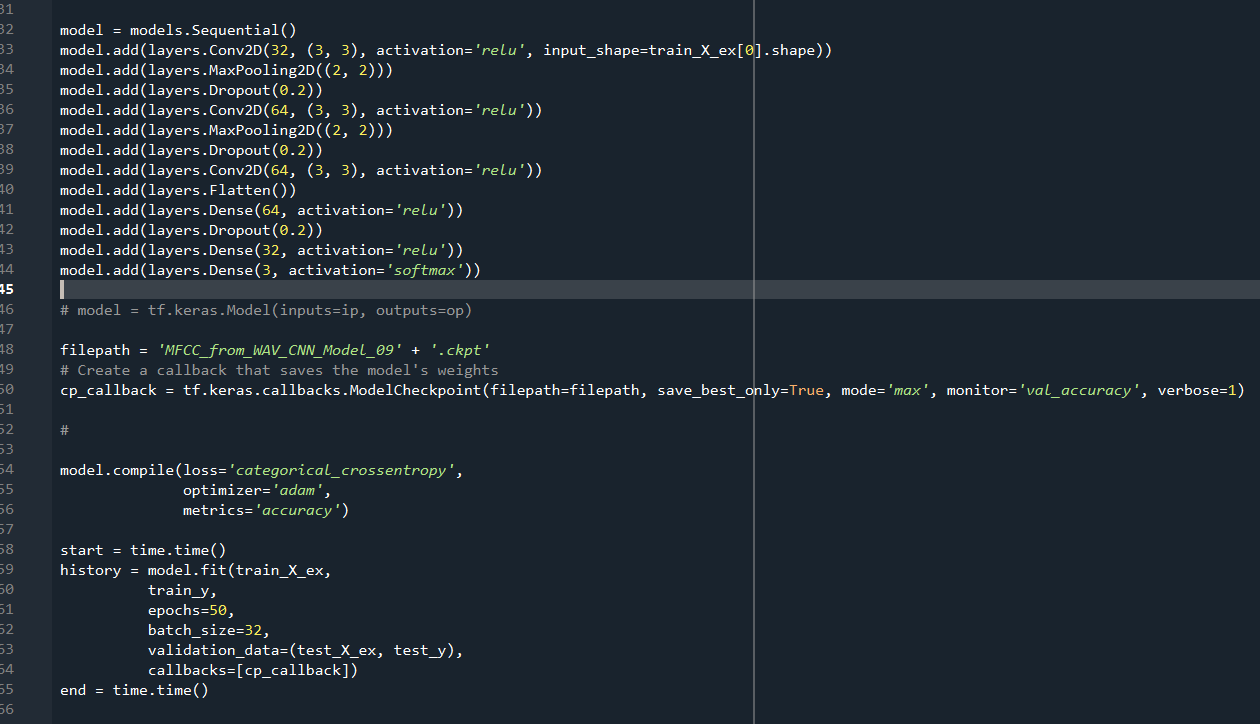 31
32 model = models.Sequential()
33 model.add(layers.Conv2D(32, (3, 3), activation='relu', input_shape=train_X_ex[0].shape))
34 model.add(layers.MaxPooling2D((2, 2)))
35 model.add(layers.Dropout(0.2))
36 model.add(layers.Conv2D(64, (3, 3), activation='relu'))
37 model.add(layers.MaxPooling2D((2, 2)))
38 model.add(layers.Dropout(0.2))
39 model.add(layers.Conv2D(64, (3, 3), activation='relu'))
40 model.add(layers.Flatten())
41 model.add(layers.Dense(64, activation='relu'))
42 model.add(layers.Dropout(0.2))
43 model.add(layers.Dense(32, activation='relu'))
44 model.add(layers.Dense(3, activation='softmax'))
45
46 # model = tf.keras.Model(inputs=ip, outputs=op)
47
48 filepath = 'MFCC_from_WAV_CNN_Model_09' + '.ckpt'
49 # Create a callback that saves the model's weights
50 cp_callback = tf.keras.callbacks.ModelCheckpoint(filepath=filepath, save_best_only=True, mode='max', monitor='val_accuracy', verbose=1)
51
52 #
53
54 model.compile(loss='categorical_crossentropy',
55 optimizer='adam',
56 metrics='accuracy')
57
58 start = time.time()
59 history = model.fit(train_X_ex,
60 train_y,
61 epochs=50,
62 batch_size=32,
63 validation_data=(test_X_ex, test_y),
64 callbacks=[cp_callback])
65 end = time.time()
66